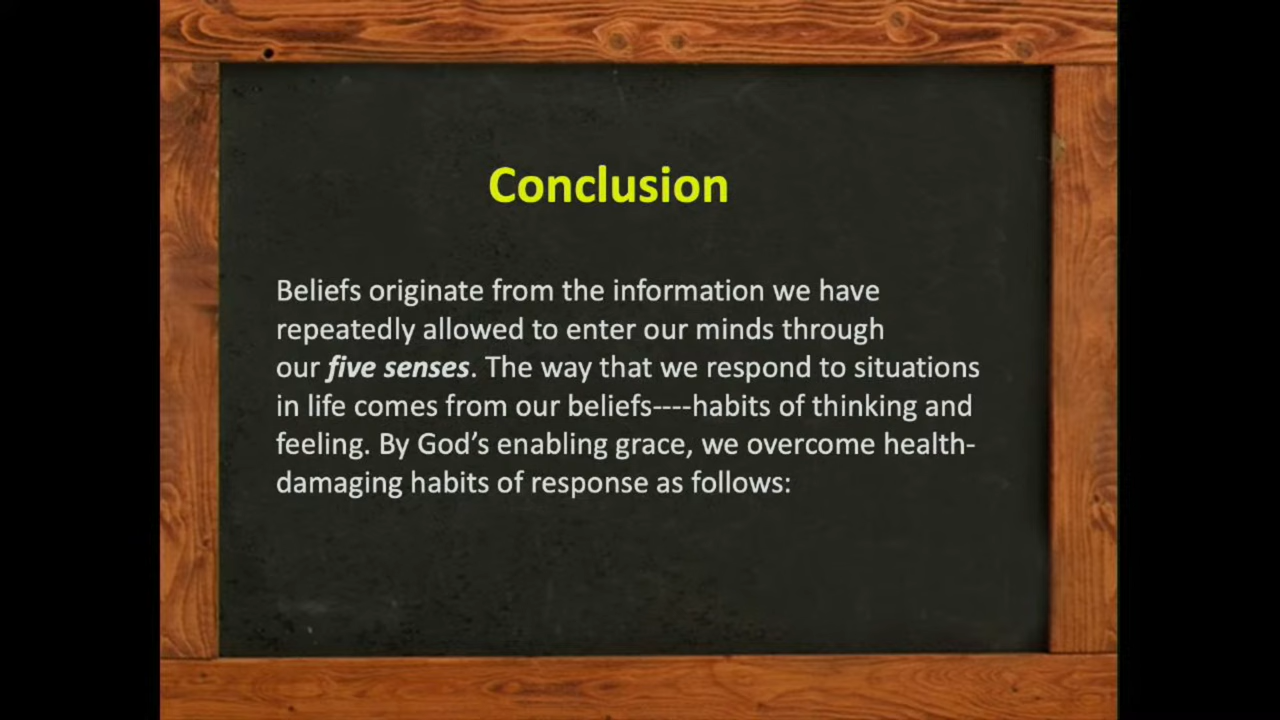 Conclusion
Beliefs originate from the information we have
repeatedly allowed to enter our minds through
our five senses. The way that we respond to situations
in life comes from our beliefs----habits of thinking and
feeling. By God’s enabling grace, we overcome health-
damaging habits of response as follows: